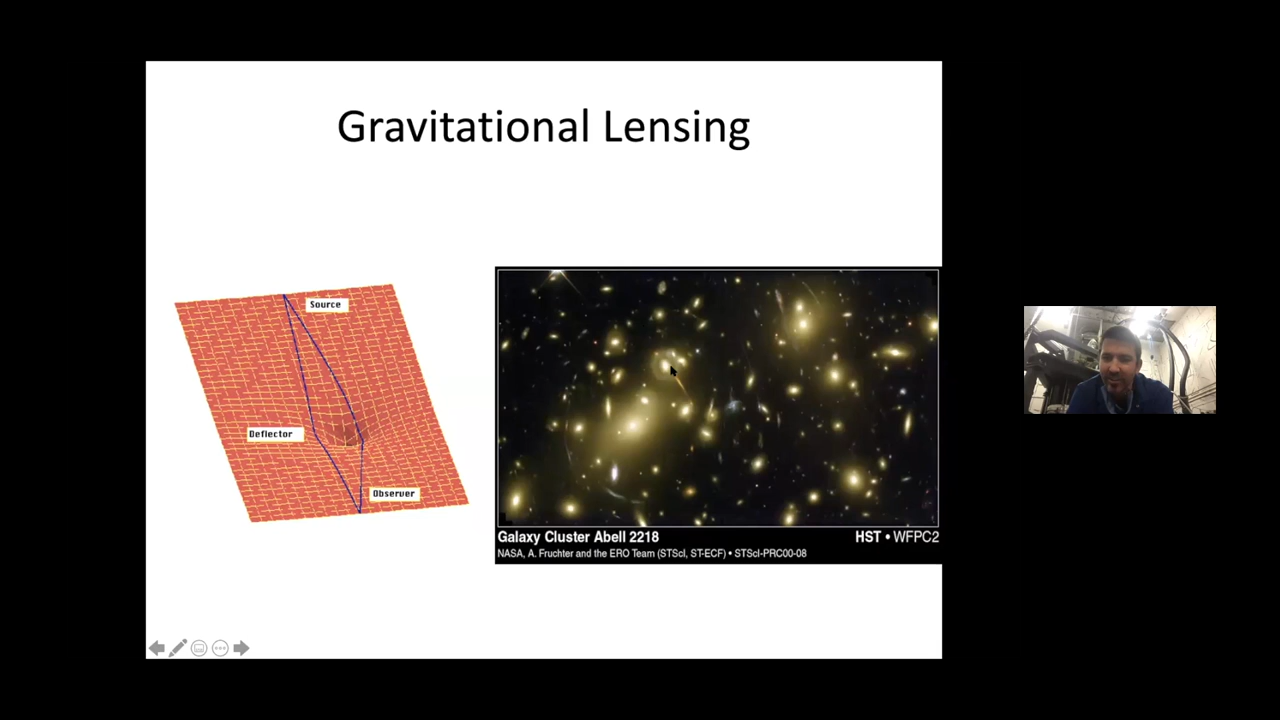 Gravitational Lensing
Source
Deflector
Observer
Galaxy Cluster Abell 2218
HST • WFPC2
NASA, A. Fruchter and the ERO Team (STScI, ST-ECF) • STScI-PRC00-08